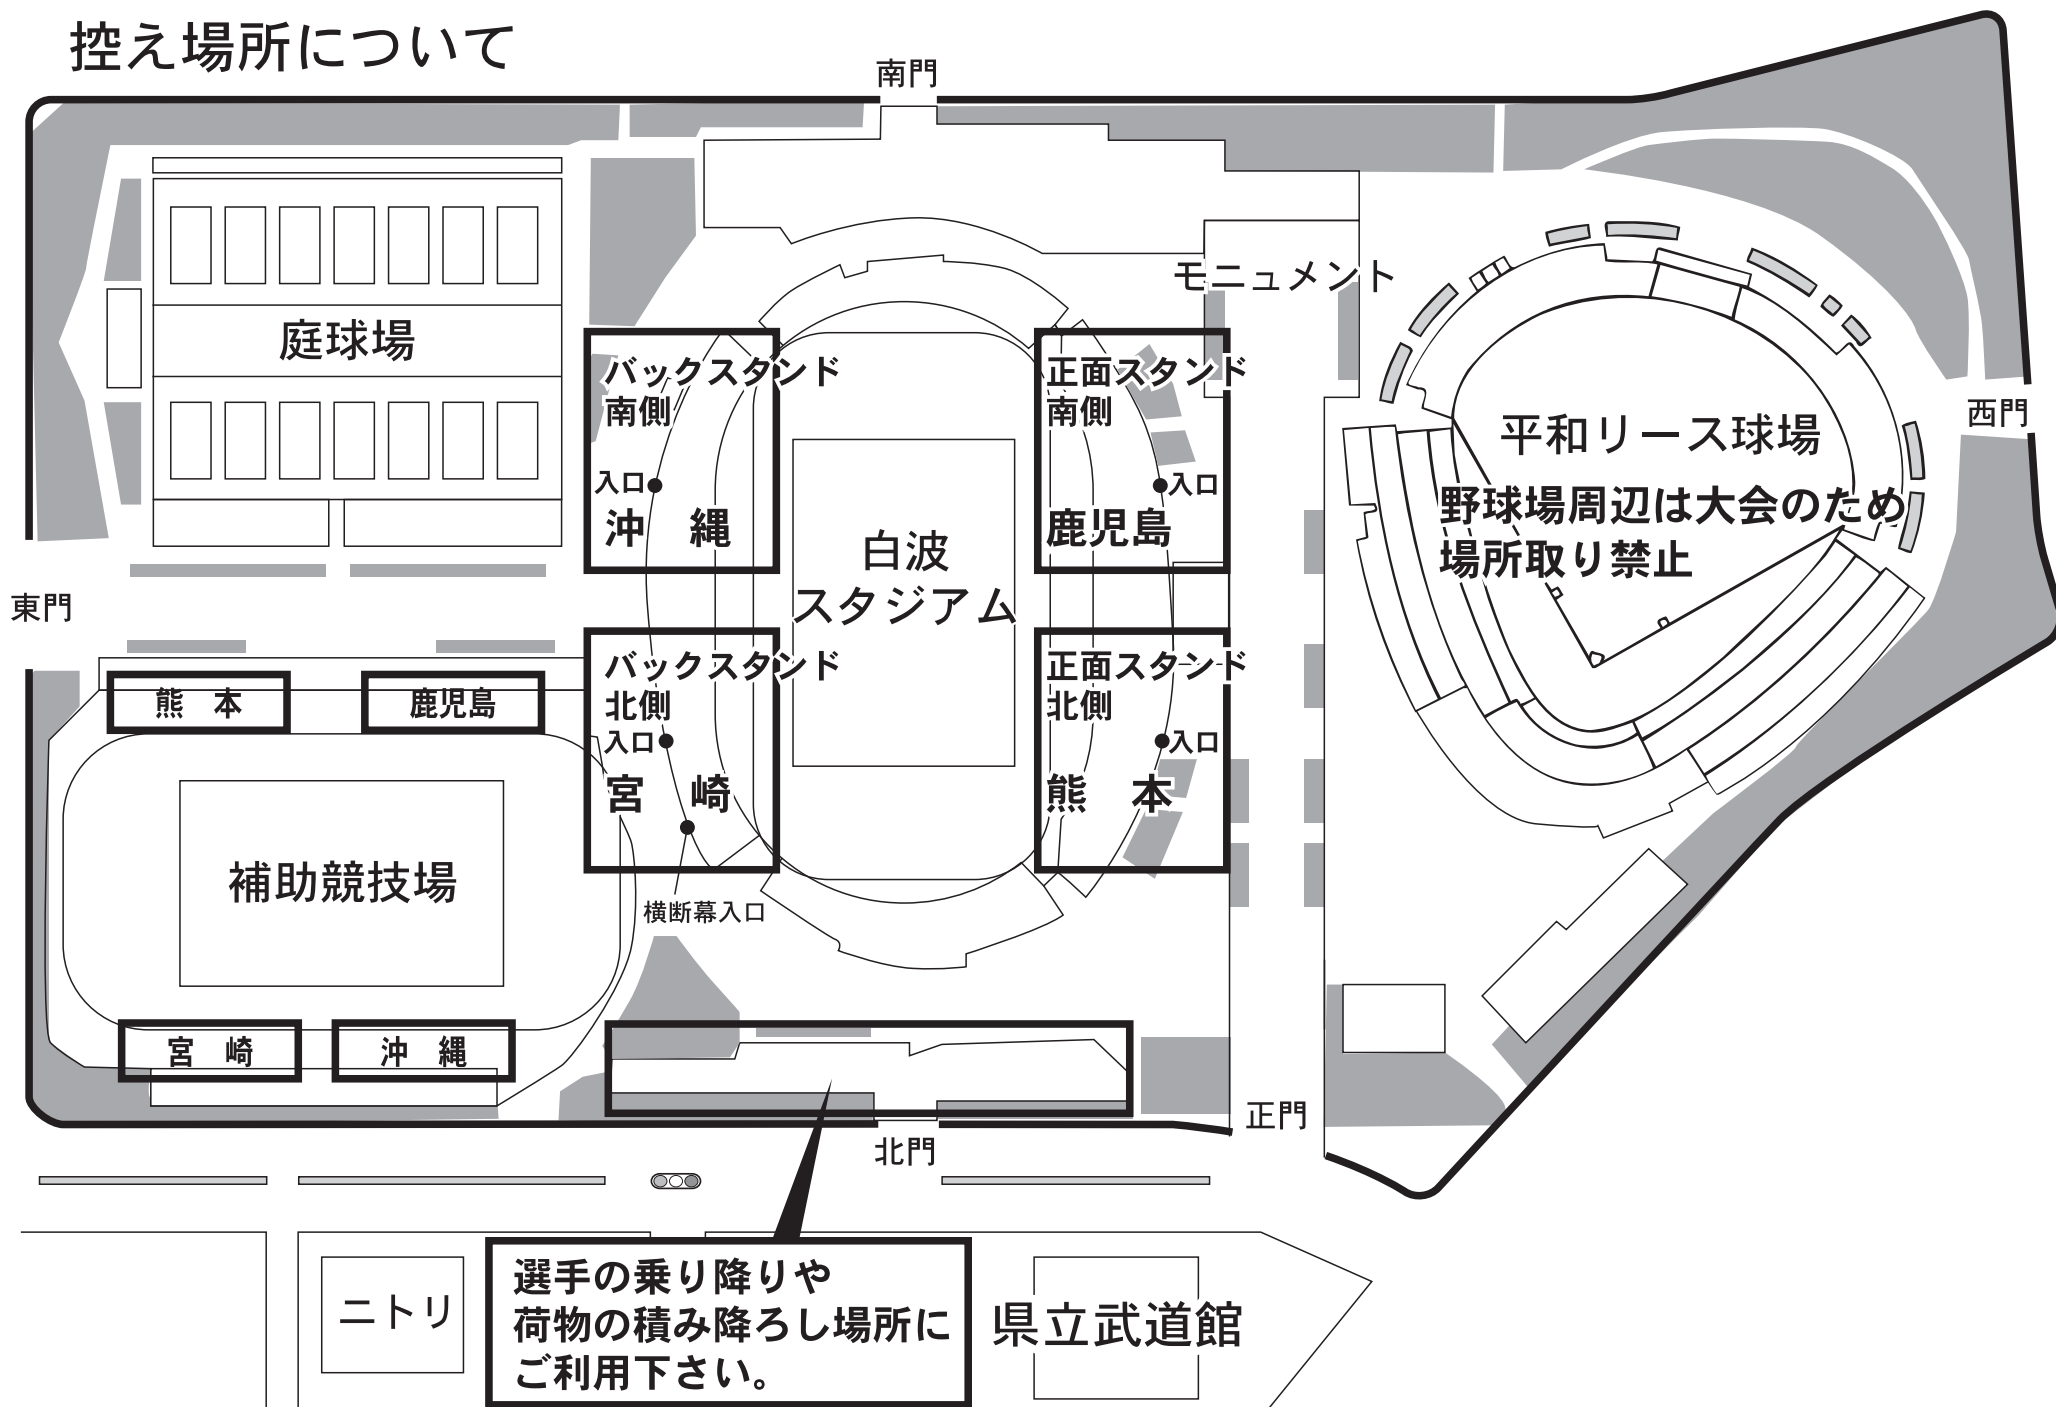 控え場所について
南門
モニュメント
庭球場
バックスタンド
南側
入口
沖　縄
正面スタンド
南側
入口
鹿児島
白波
スタジアム
平和リース球場
野球場周辺は大会のため
場所取り禁止
西門
東門
熊　本
鹿児島
バックスタンド
北側
入口
宮　崎
正面スタンド
北側
入口
熊　本
補助競技場
横断幕入口
宮　崎
沖　縄
正門
北門
ニトリ
選手の乗り降りや
荷物の積み降ろし場所に
ご利用下さい。
県立武道館